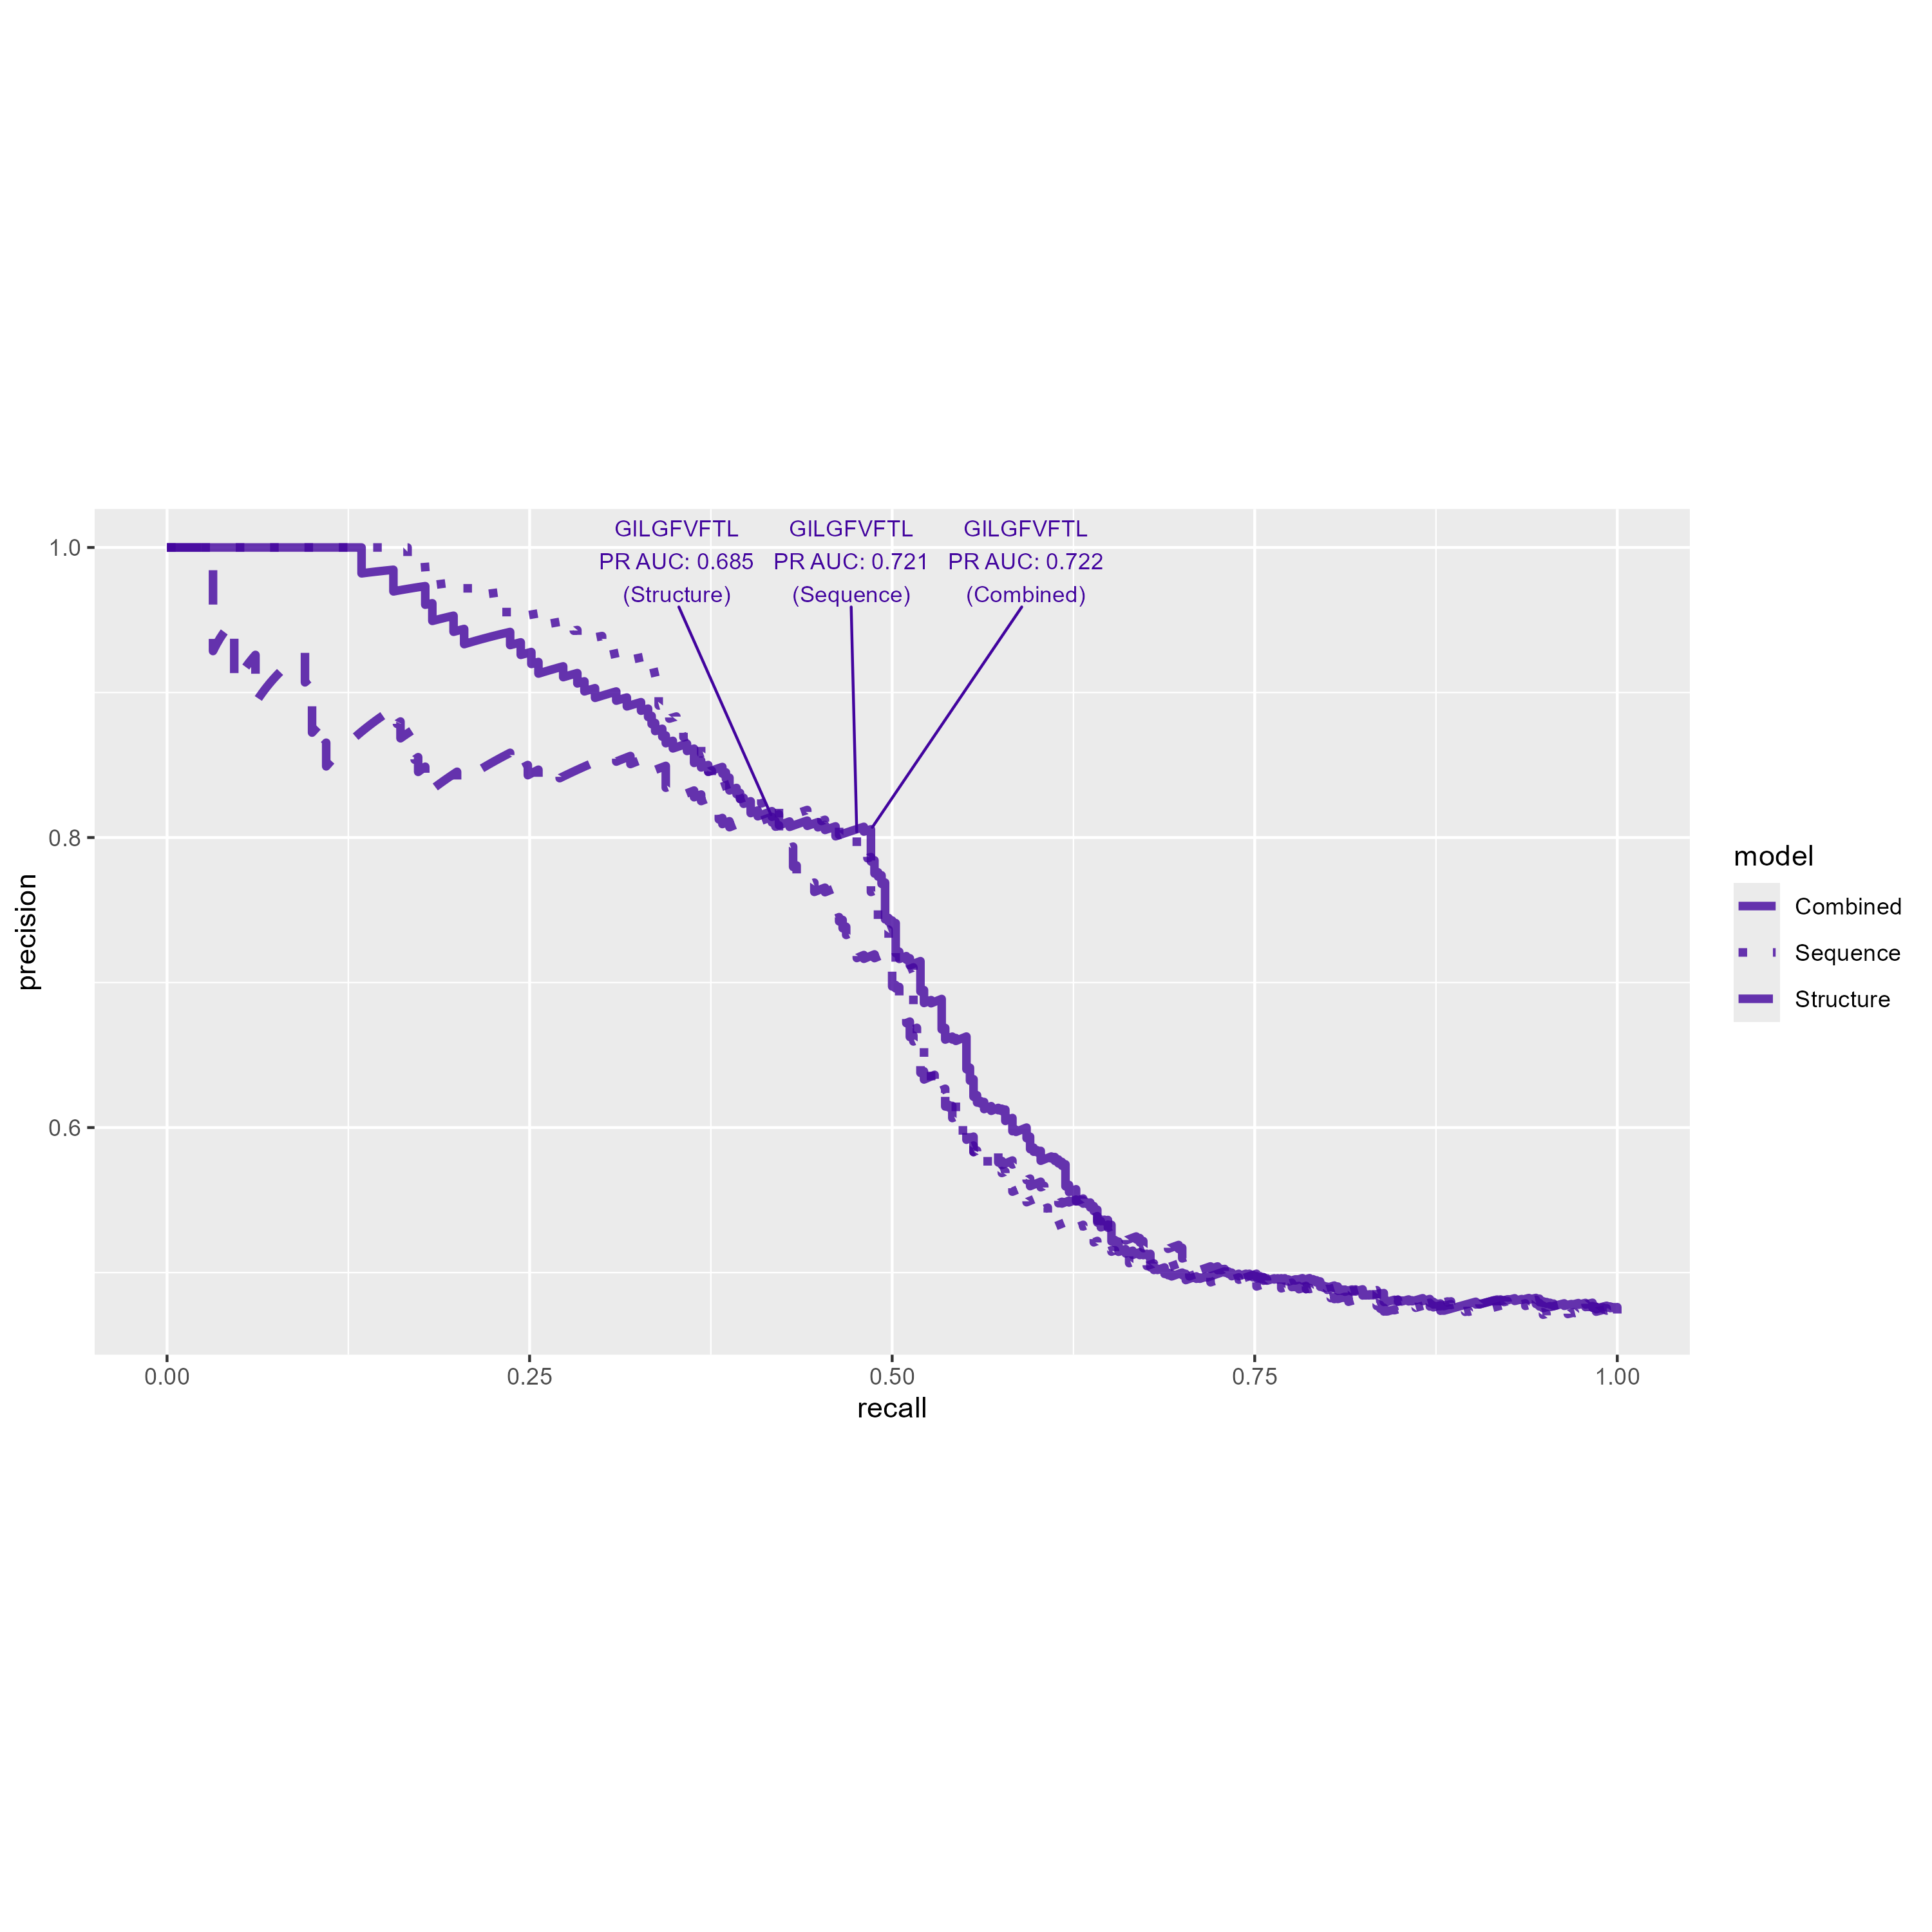 GILGFVFTL GILGFVFTL GILGFVFTL
PR AUC: 0.685 PR AUC: 0.721 PR AUC: 0.722
(Structure) (Sequence) (Combined)
1.0
0.8
0.6
precision
0.00 0.25 0.50 0.75 1.00
recall
model
Combined
Sequence
Structure